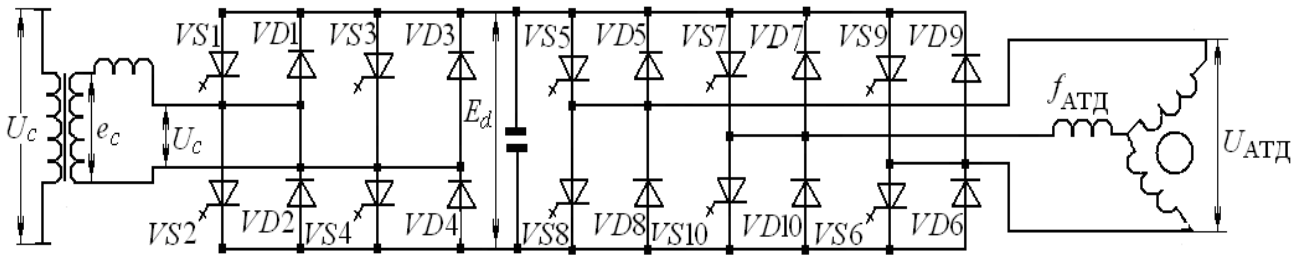 VS1 VD1 VS3 VD3 VS5 VD5 VS7 VD7 VS9 VD9
U_c e_c U_c E_d f_АТД U_АТД
VS2 VD2 VS4 VD4 VS8 VD8 VS10 VD10 VS6 VD6